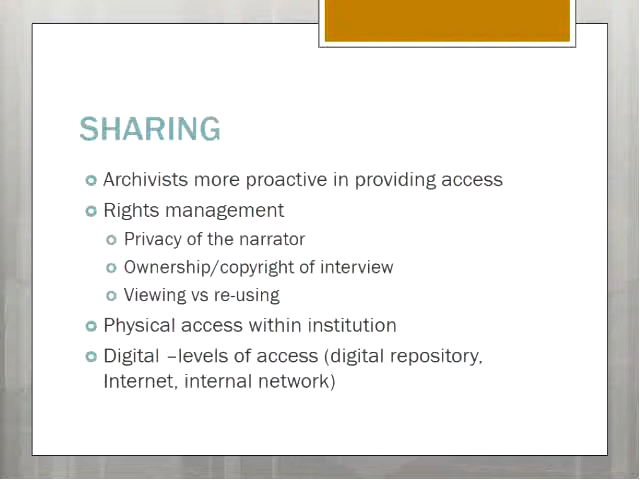 SHARING
Archivists more proactive in providing access
Rights management
Privacy of the narrator
Ownership/copyright of interview
Viewing vs re-using
Physical access within institution
Digital –levels of access (digital repository,
Internet, internal network)